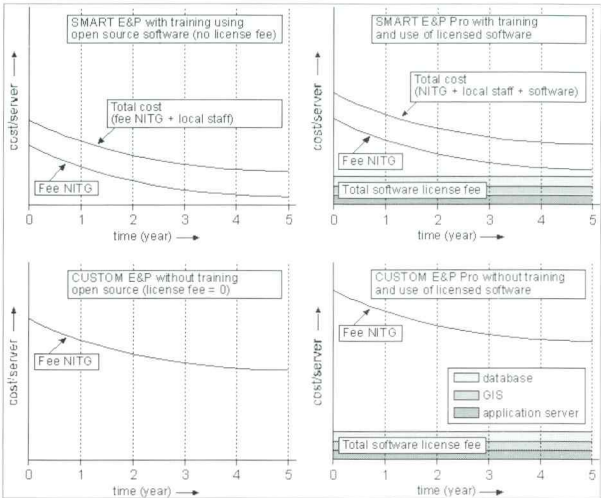 SMART E&P with training using
open source software (no license fee)
cost/server
Total cost
(fee NITG + local staff)
Fee NITG
0 1 2 3 4 5
time (year)
SMART E&P Pro with training
and use of licensed software
cost/server
Total cost
(NITG + local staff + software)
Fee NITG
Total software license fee
0 1 2 3 4 5
time (year)
CUSTOM E&P without training
open source (license fee = 0)
cost/server
Fee NITG
0 1 2 3 4 5
time (year)
CUSTOM E&P Pro without training
and use of licensed software
cost/server
Fee NITG
database
GIS
application server
Total software license fee
0 1 2 3 4 5
time (year)